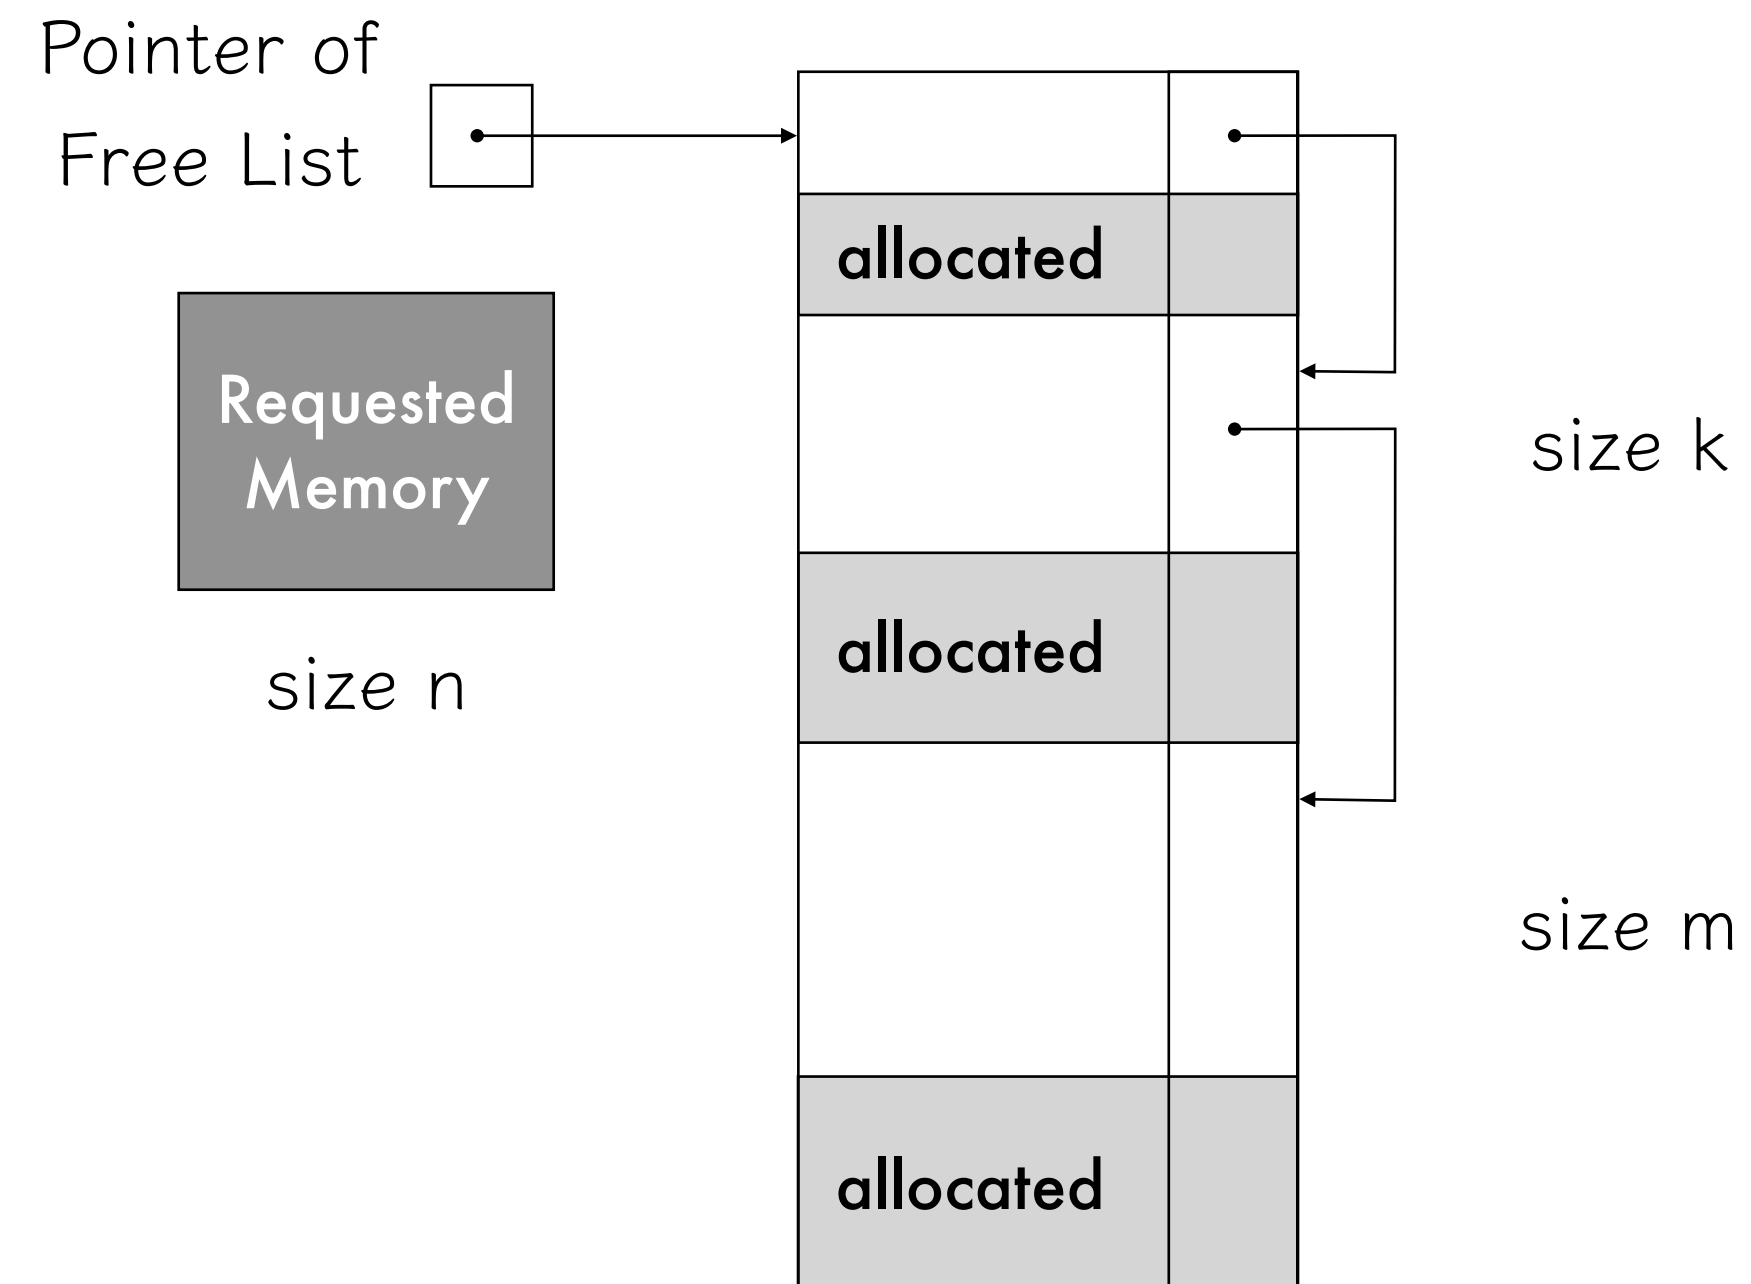 Pointer of
Free List
allocated
Requested
Memory
size k
allocated
size n
size m
allocated